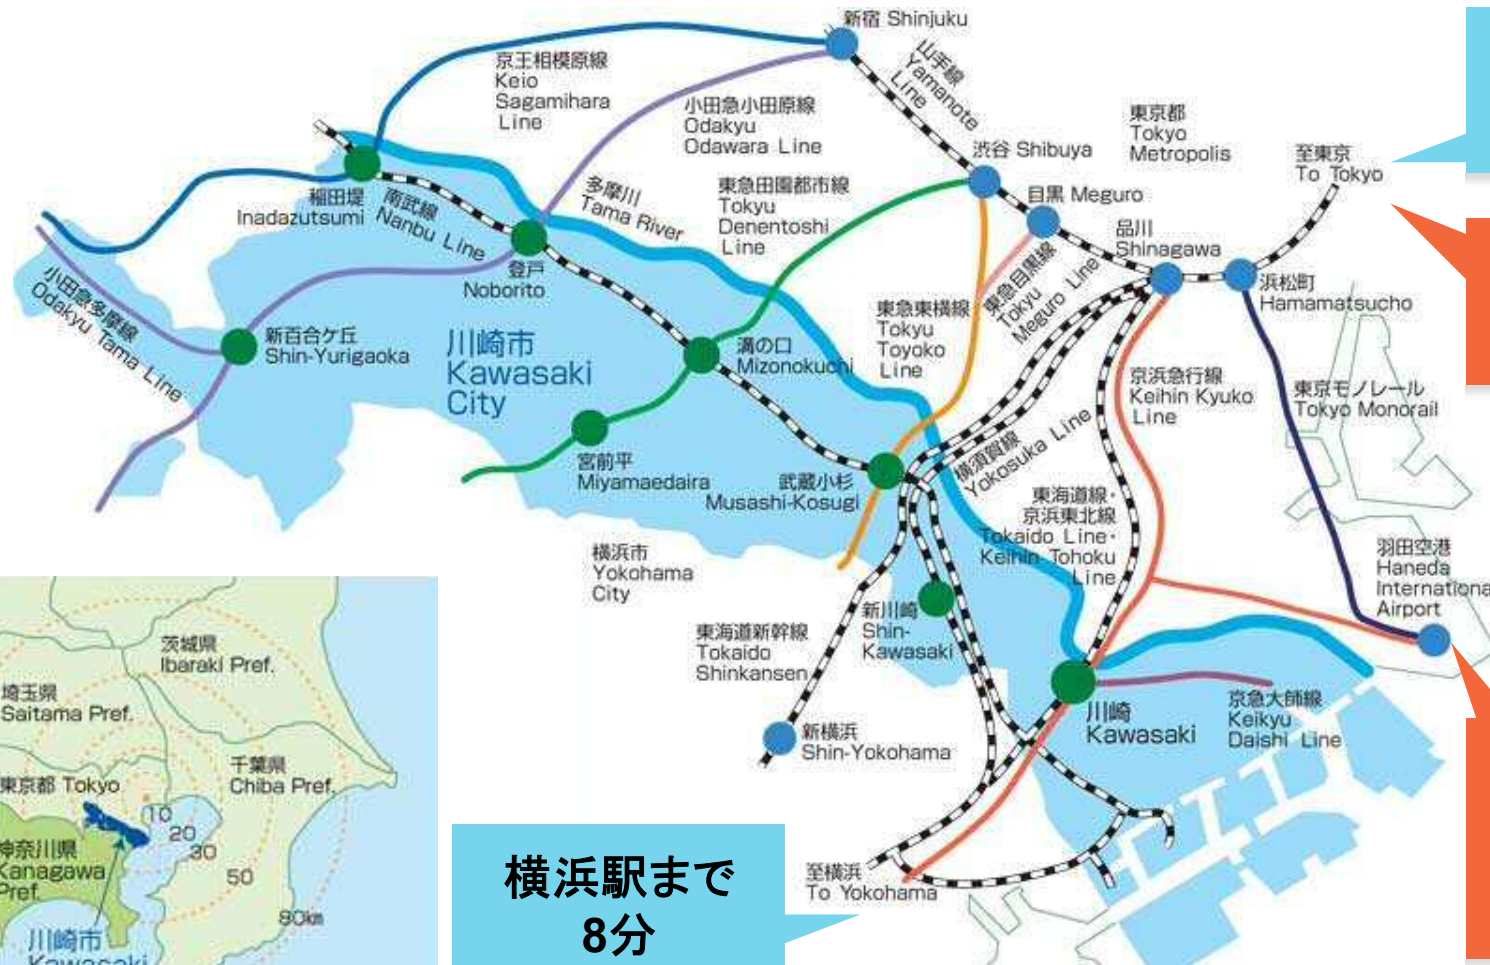 新宿 Shinjuku
京王相模原線
Keio
Sagamihara
Line
山手線
Yamanote
Line
小田急小田原線
Odakyu
Odawara Line
東京都
Tokyo
Metropolis
渋谷 Shibuya
至東京
To Tokyo
稲田堤
Inadazutsumi
南武線
Nanbu Line
多摩川
Tama River
東急田園都市線
Tokyu
Denentoshi
Line
目黒 Meguro
品川
Shinagawa
浜松町
Hamamatsucho
登戸
Noborito
小田急多摩線
Odakyu Tama Line
新百合ケ丘
Shin-Yurigaoka
川崎市
Kawasaki
City
溝の口
Mizonokuchi
東急東横線
Tokyu
Toyoko
Line
東急目黒線
Tokyu
Meguro Line
京浜急行線
Keihin Kyuko
Line
東京モノレール
Tokyo Monorail
宮前平
Miyamaedaira
武蔵小杉
Musashi-Kosugi
横須賀線
Yokosuka Line
東海道線・
京浜東北線
Tokaido Line・
Keihin-Tohoku
Line
羽田空港
Haneda
Internationa
Airport
横浜市
Yokohama
City
新川崎
Shin-
Kawasaki
東海道新幹線
Tokaido
Shinkansen
新横浜
Shin-Yokohama
川崎
Kawasaki
京急大師線
Keikyu
Daishi Line
至横浜
To Yokohama
横浜駅まで
8分
茨城県
Ibaraki Pref.
埼玉県
Saitama Pref.
千葉県
Chiba Pref.
東京都 Tokyo
神奈川県
Kanagawa
Pref.
10
20
30
50
80km
川崎市
Kawasaki